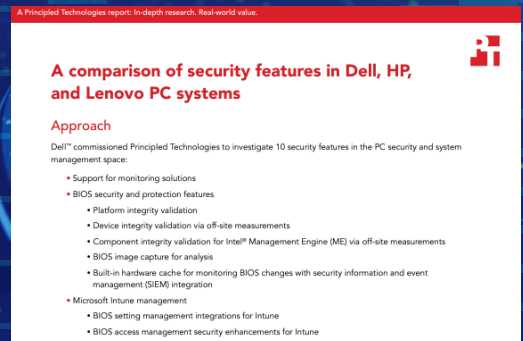 A Principled Technologies report: In-depth research. Real-world value.
PT
A comparison of security features in Dell, HP,
and Lenovo PC systems
Approach
Dell™ commissioned Principled Technologies to investigate 10 security features in the PC security and system
management space:
• Support for monitoring solutions
• BIOS security and protection features
• Platform integrity validation
• Device integrity validation via off-site measurements
• Component integrity validation for Intel® Management Engine (ME) via off-site measurements
• BIOS image capture for analysis
• Built-in hardware cache for monitoring BIOS changes with security information and event
management (SIEM) integration
• Microsoft Intune management
• BIOS setting management integrations for Intune
• BIOS access management security enhancements for Intune